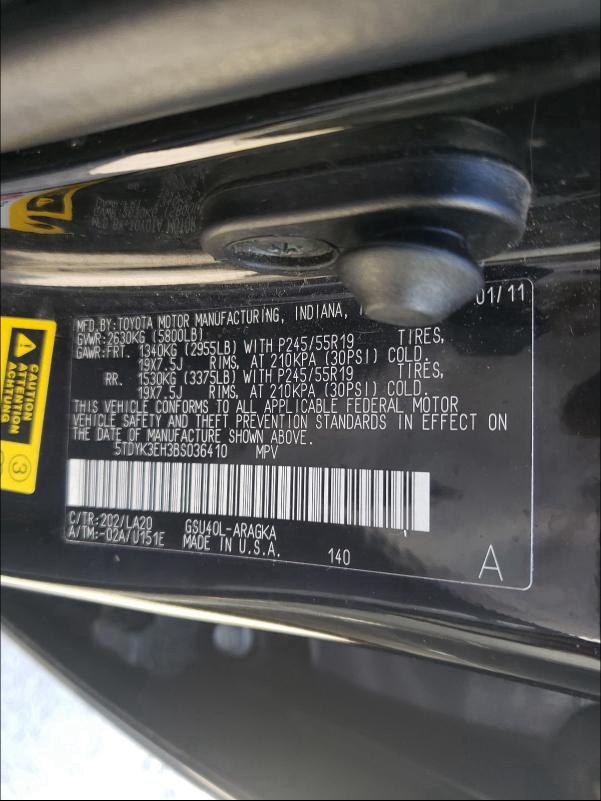 01/11
MFD.BY:TOYOTA MOTOR MANUFACTURING, INDIANA,
GVWR:2630KG (5800LB)
GAWR:FRT. 1340KG (2955LB) WITH P245/55R19 TIRES,
19X7.5J RIMS, AT 210KPA (30PSI) COLD.
RR. 1530KG (3375LB) WITH P245/55R19 TIRES,
19X7.5J RIMS, AT 210KPA (30PSI) COLD.
THIS VEHICLE CONFORMS TO ALL APPLICABLE FEDERAL MOTOR
VEHICLE SAFETY AND THEFT PREVENTION STANDARDS IN EFFECT ON
THE DATE OF MANUFACTURE SHOWN ABOVE.
5TDYK3EH3BS036410 MPV
C/TR:202/LA20 GSU40L-ARAGKA
A/TM:-02A/U151E MADE IN U.S.A. 140
A
CAUTION
ATTENTION
ACHTUNG
3